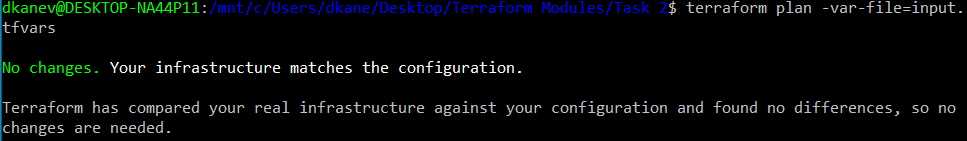 dkanev@DESKTOP-NA44P11:/mnt/c/Users/dkane/Desktop/Terraform Modules/Task 2$ terraform plan -var-file=input.
tfvars
No changes. Your infrastructure matches the configuration.
Terraform has compared your real infrastructure against your configuration and found no differences, so no
changes are needed.